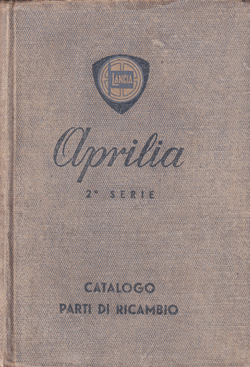 LANCIA
Aprilia
2ª SERIE
CATALOGO
PARTI DI RICAMBIO